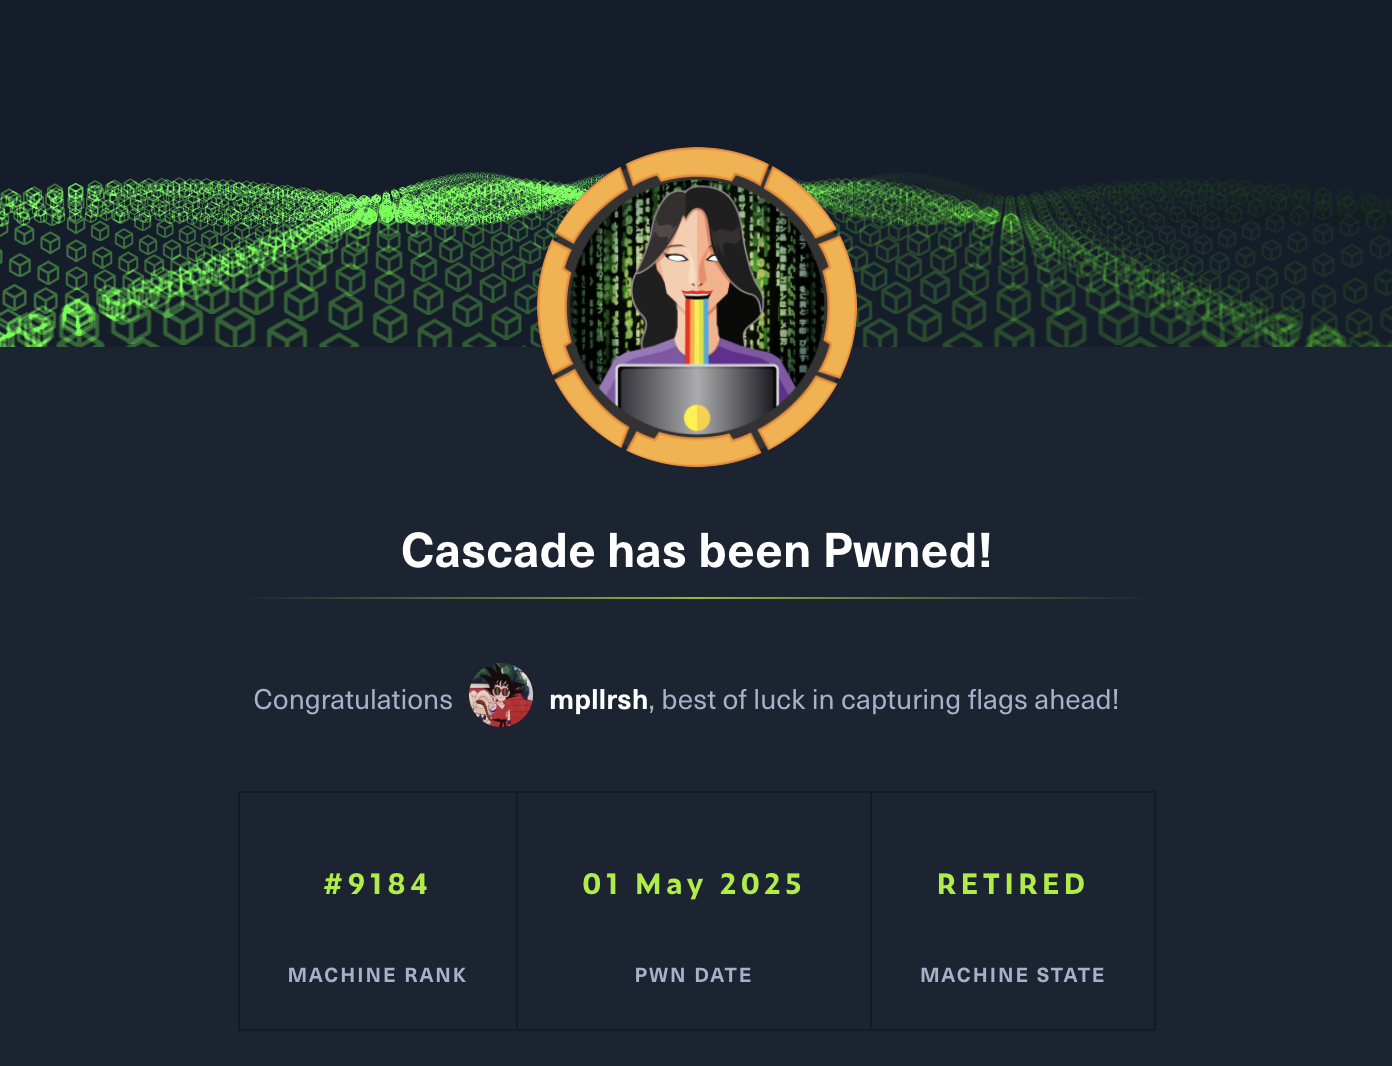 Cascade has been Pwned!
Congratulations mpllrsh, best of luck in capturing flags ahead!
#9184 01 May 2025 RETIRED
MACHINE RANK PWN DATE MACHINE STATE